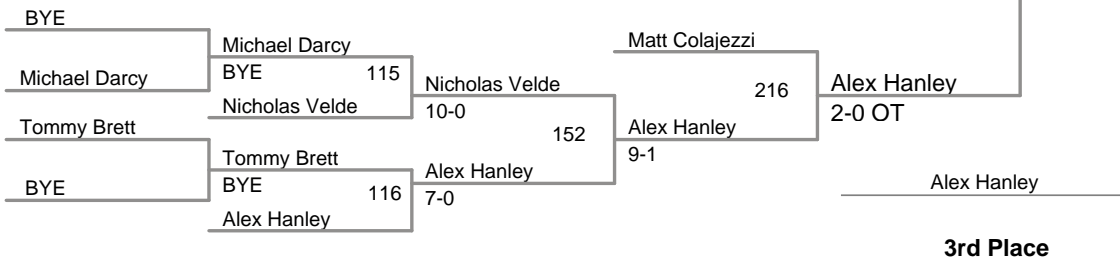 BYE
Michael Darcy
Tommy Brett
BYE
Michael Darcy
BYE 115
Nicholas Velde
Tommy Brett
BYE 116
Alex Hanley
Nicholas Velde
10-0
152
Alex Hanley
7-0
Matt Colajezzi
216
Alex Hanley
9-1
Alex Hanley
2-0 OT
Alex Hanley
3rd Place